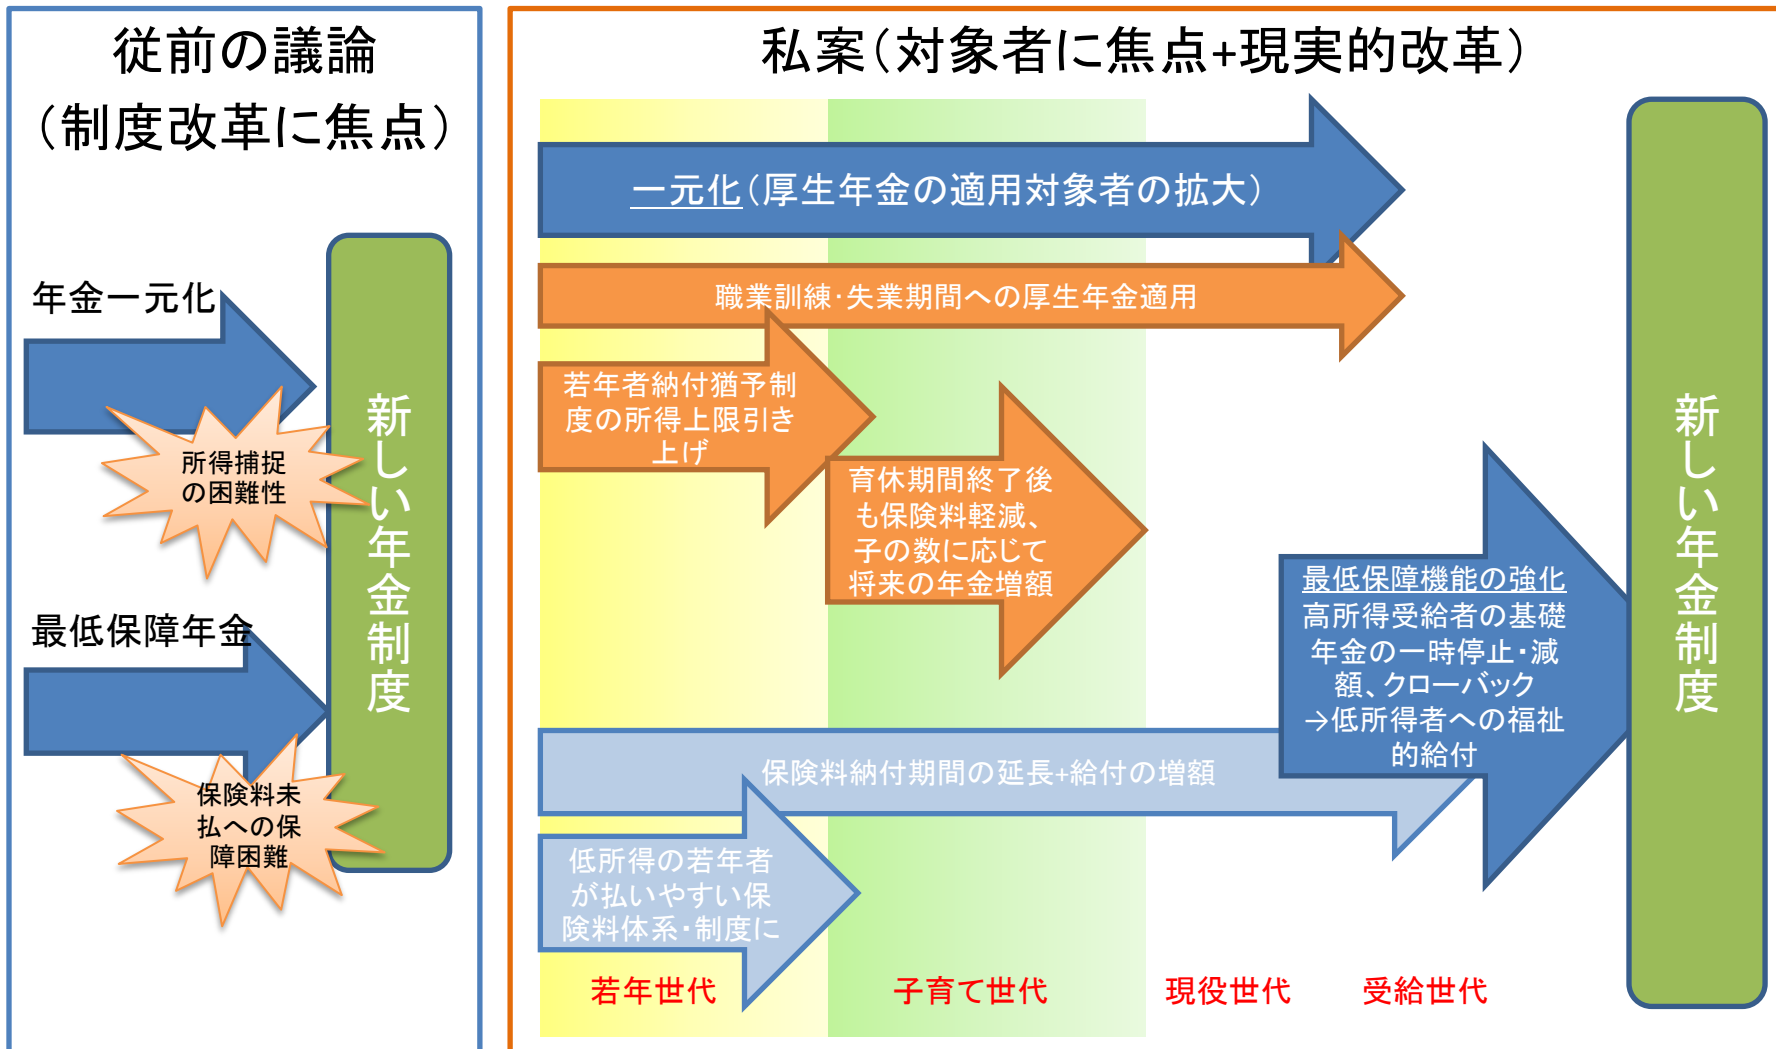 従前の議論
（制度改革に焦点）
年金一元化
所得捕捉
の困難性
最低保障年金
保険料未
払への保
障困難
新しい年金制度
私案（対象者に焦点+現実的改革）
一元化（厚生年金の適用対象者の拡大）
職業訓練・失業期間への厚生年金適用
若年者納付猶予制
度の所得上限引き
上げ
育休期間終了後
も保険料軽減、
子の数に応じて
将来の年金増額
最低保障機能の強化
高所得受給者の基礎
年金の一時停止・減
額、クローバック
→低所得者への福祉
的給付
保険料納付期間の延長+給付の増額
低所得の若年者
が払いやすい保
険料体系・制度に
若年世代
子育て世代
現役世代
受給世代
新しい年金制度